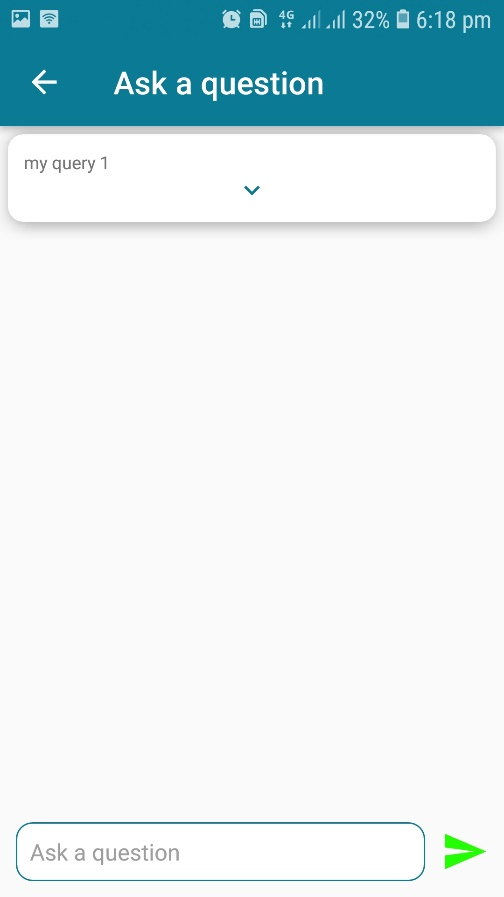 4G 32% 6:18 pm
Ask a question
my query 1
Ask a question